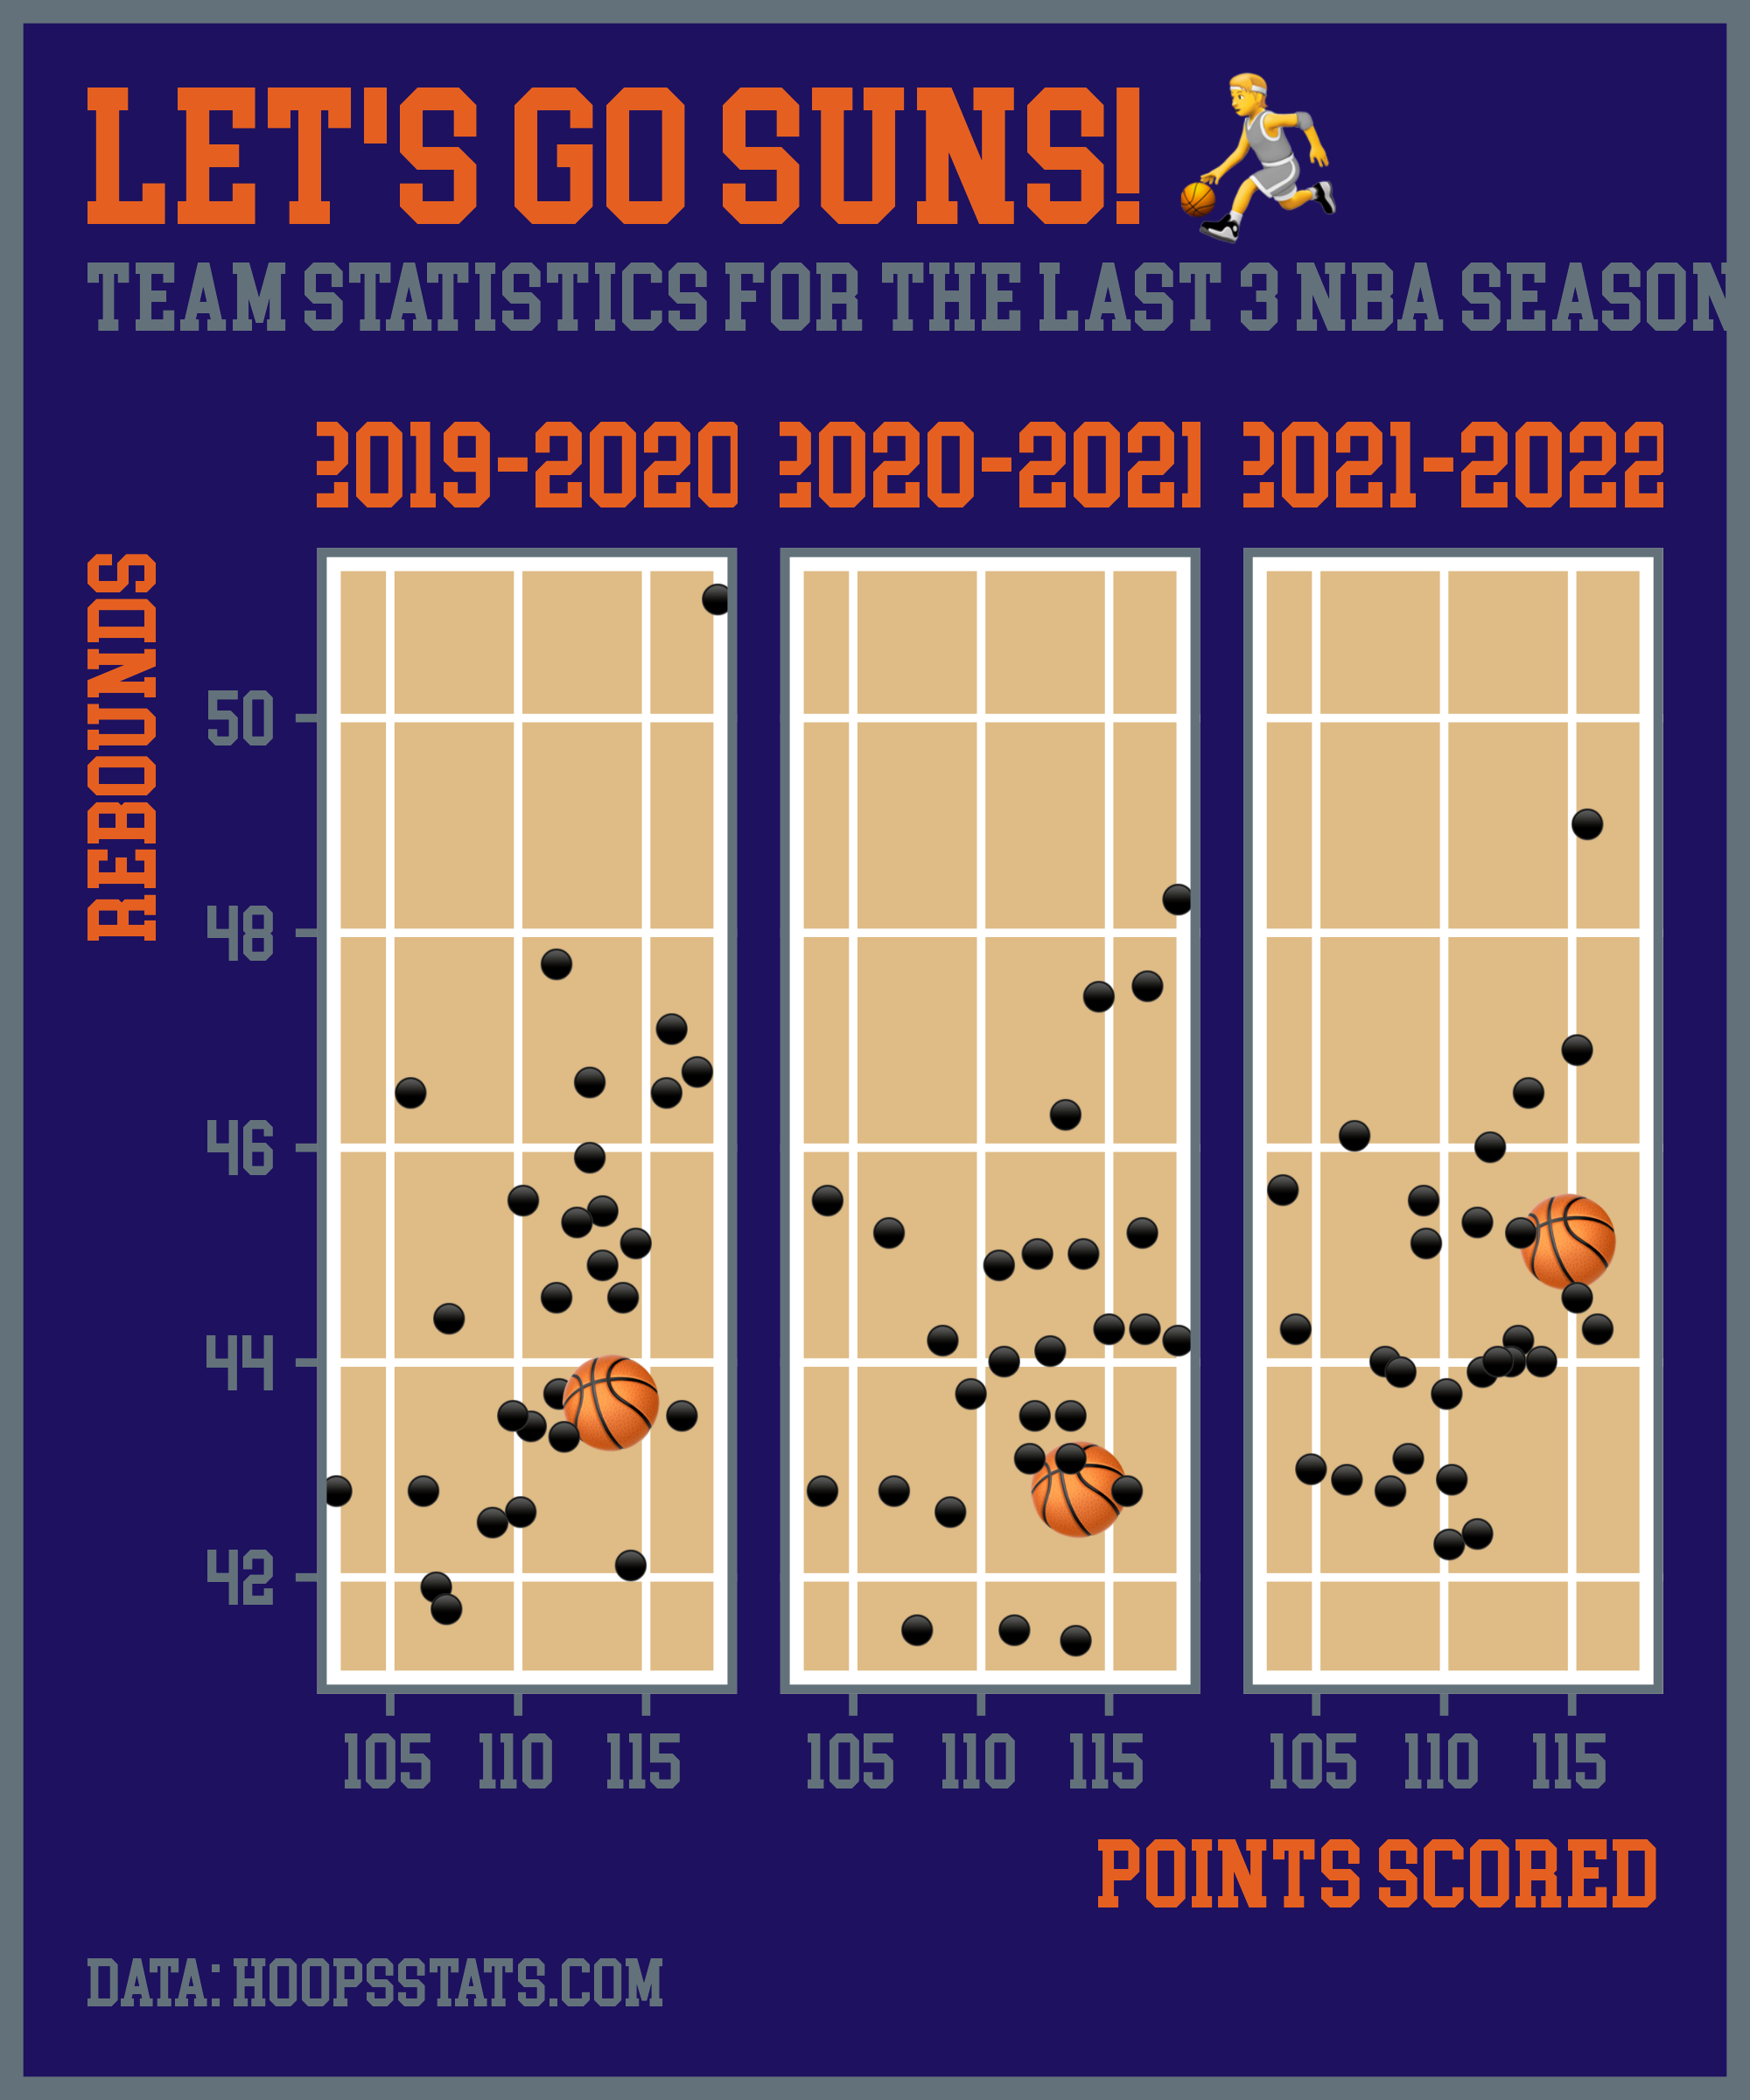 LET'S GO SUNS!
TEAM STATISTICS FOR THE LAST 3 NBA SEASON
2019-2020 2020-2021 2021-2022
REBOUNDS
50
48
46
44
42
105 110 115 105 110 115 105 110 115
POINTS SCORED
DATA: HOOPSSTATS.COM